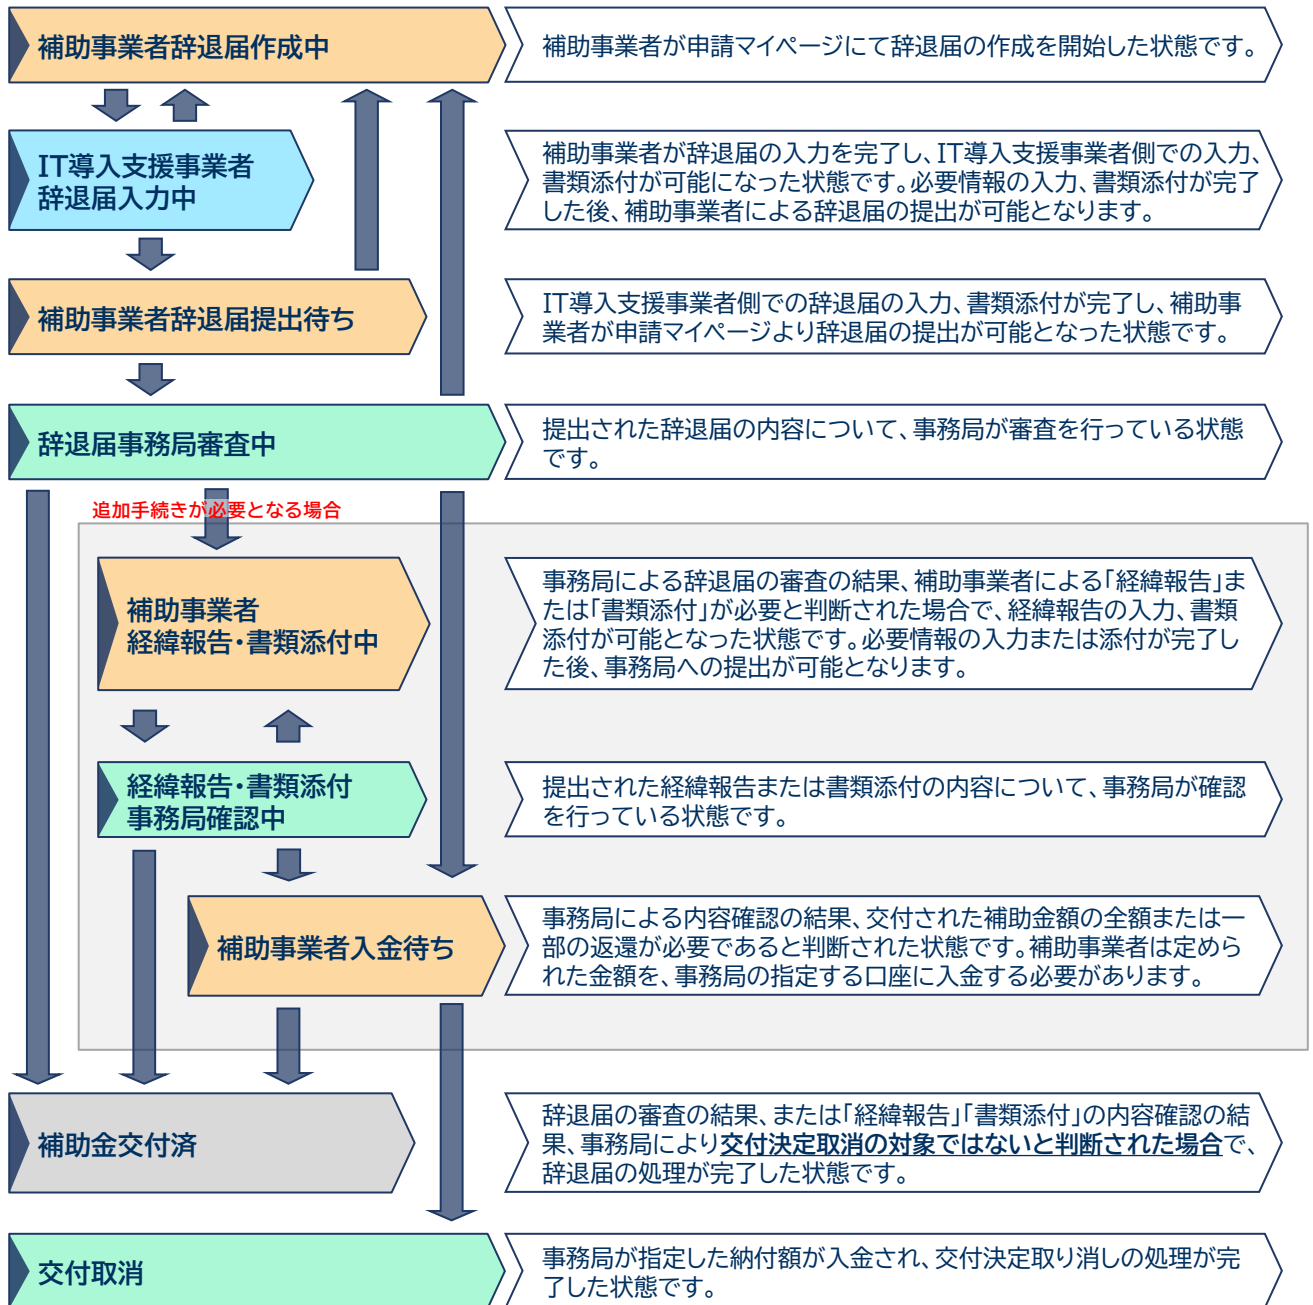 補助事業者辞退届作成中
補助事業者が申請マイページにて辞退届の作成を開始した状態です。
IT導入支援事業者
辞退届入力中
補助事業者が辞退届の入力を完了し、IT導入支援事業者側での入力、
書類添付が可能になった状態です。必要情報の入力、書類添付が完了
した後、補助事業者による辞退届の提出が可能となります。
補助事業者辞退届提出待ち
IT導入支援事業者側での辞退届の入力、書類添付が完了し、補助事
業者が申請マイページより辞退届の提出が可能となった状態です。
辞退届事務局審査中
提出された辞退届の内容について、事務局が審査を行っている状態
です。
追加手続きが必要となる場合
補助事業者
経緯報告・書類添付中
事務局による辞退届の審査の結果、補助事業者による「経緯報告」ま
たは「書類添付」が必要と判断された場合で、経緯報告の入力、書類
添付が可能となった状態です。必要情報の入力または添付が完了し
た後、事務局への提出が可能となります。
経緯報告・書類添付
事務局確認中
提出された経緯報告または書類添付の内容について、事務局が確認
を行っている状態です。
補助事業者入金待ち
事務局による内容確認の結果、交付された補助金額の全額または一
部の返還が必要であると判断された状態です。補助事業者は定めら
れた金額を、事務局の指定する口座に入金する必要があります。
補助金交付済
辞退届の審査の結果、または「経緯報告」「書類添付」の内容確認の結
果、事務局により交付決定取消の対象ではないと判断された場合で、
辞退届の処理が完了した状態です。
交付取消
事務局が指定した納付額が入金され、交付決定取り消しの処理が完
了した状態です。